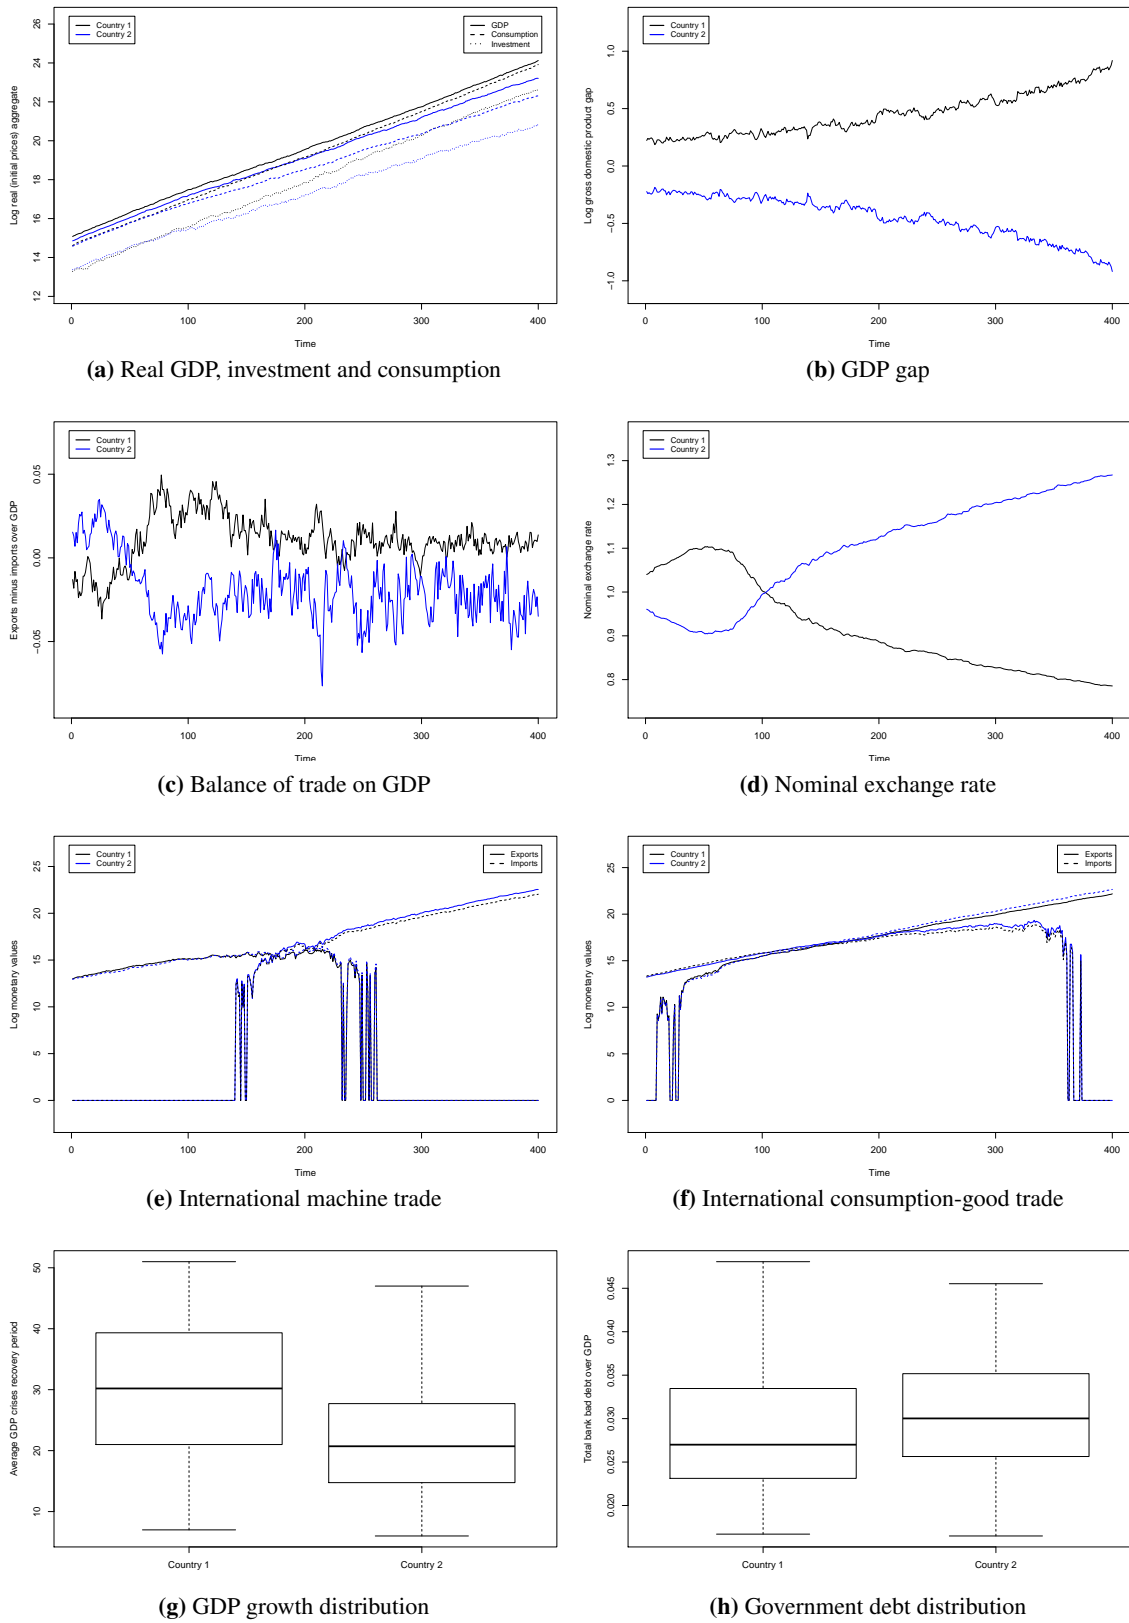 Country 1
Country 2
GDP
Consumption
Investment
12 14 16 18 20 22 24 26
Log real (initial prices) aggregate
0 100 200 300 400
Time
(a) Real GDP, investment and consumption
Country 1
Country 2
−1.0 −0.5 0.0 0.5 1.0
Log gross domestic product gap
0 100 200 300 400
Time
(b) GDP gap
Country 1
Country 2
−0.05 0.00 0.05
Exports minus imports over GDP
0 100 200 300 400
Time
(c) Balance of trade on GDP
Country 1
Country 2
0.8 0.9 1.0 1.1 1.2 1.3
Nominal exchange rate
0 100 200 300 400
Time
(d) Nominal exchange rate
Country 1
Country 2
Exports
Imports
0 5 10 15 20 25
Log monetary values
0 100 200 300 400
Time
(e) International machine trade
Country 1
Country 2
Exports
Imports
0 5 10 15 20 25
Log monetary values
0 100 200 300 400
Time
(f) International consumption-good trade
10 20 30 40 50
Average GDP crises recovery period
Country 1 Country 2
(g) GDP growth distribution
0.020 0.025 0.030 0.035 0.040 0.045
Total bank bad debt over GDP
Country 1 Country 2
(h) Government debt distribution